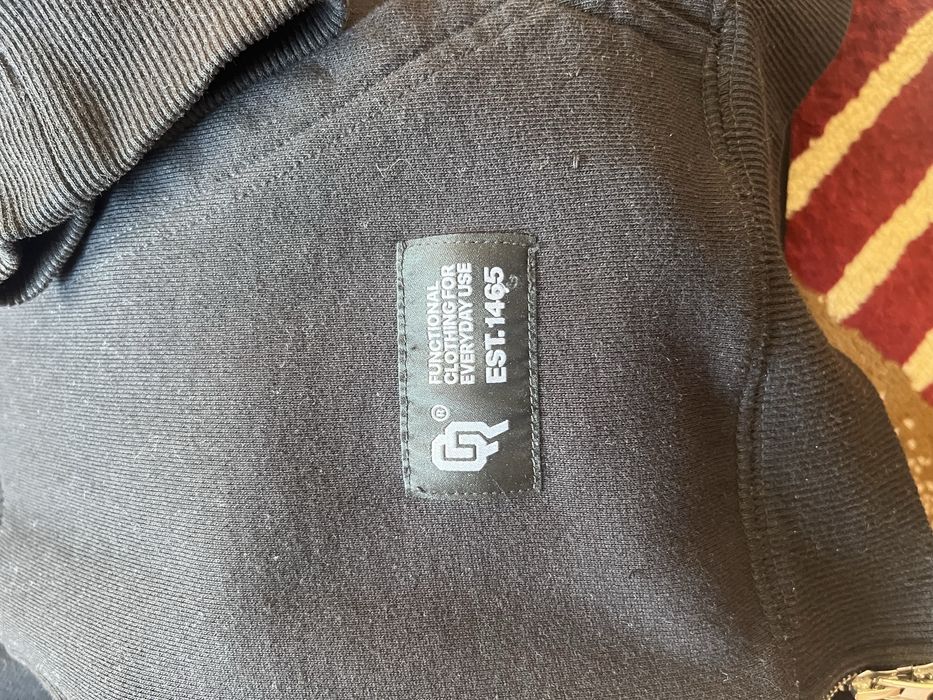 FUNCTIONAL
CLOTHING FOR
EVERYDAY USE
EST. 1465
®